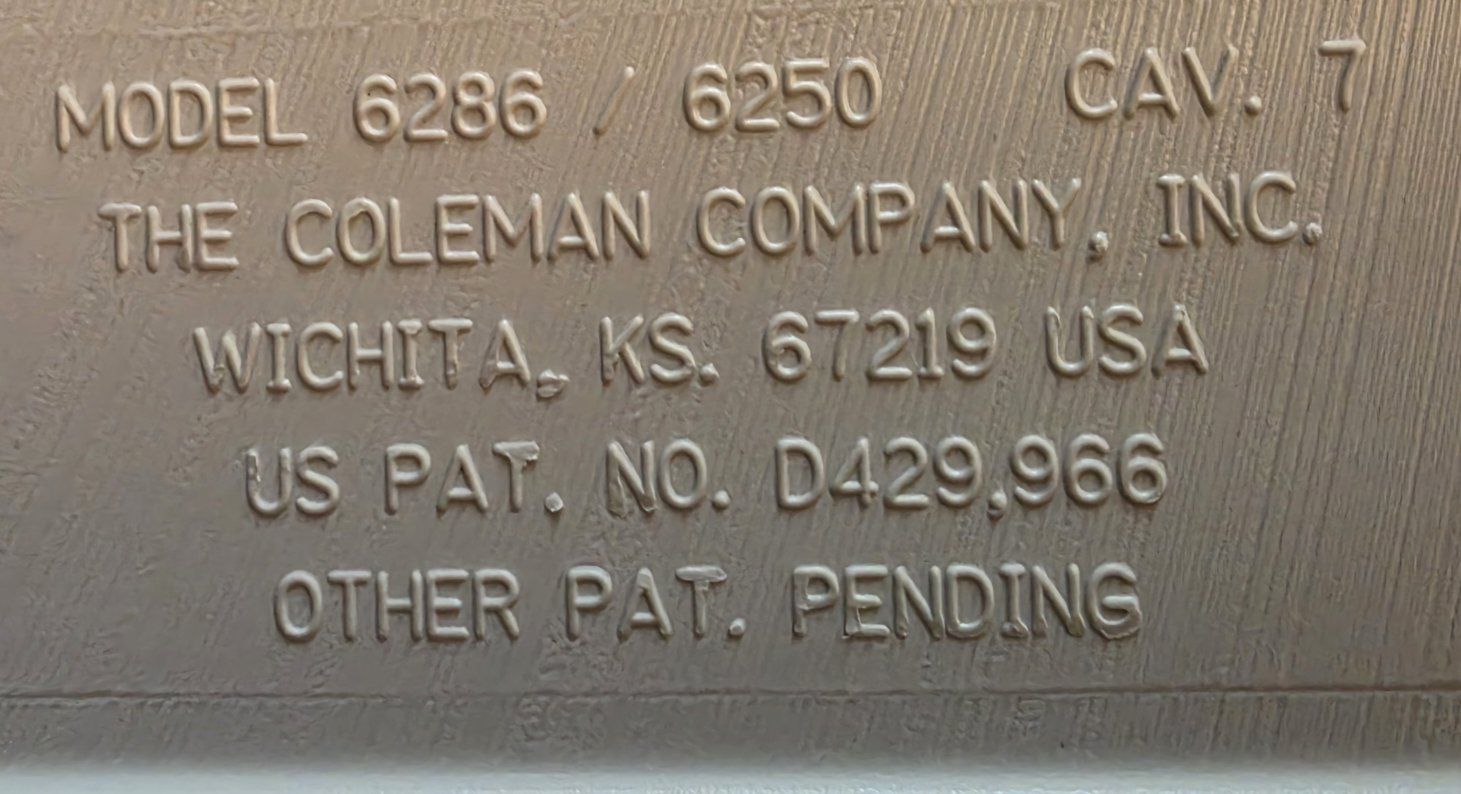 MODEL 6286 / 6250 CAV. 7
THE COLEMAN COMPANY, INC.
WICHITA, KS. 67219 USA
US PAT. NO. D429,966
OTHER PAT. PENDING